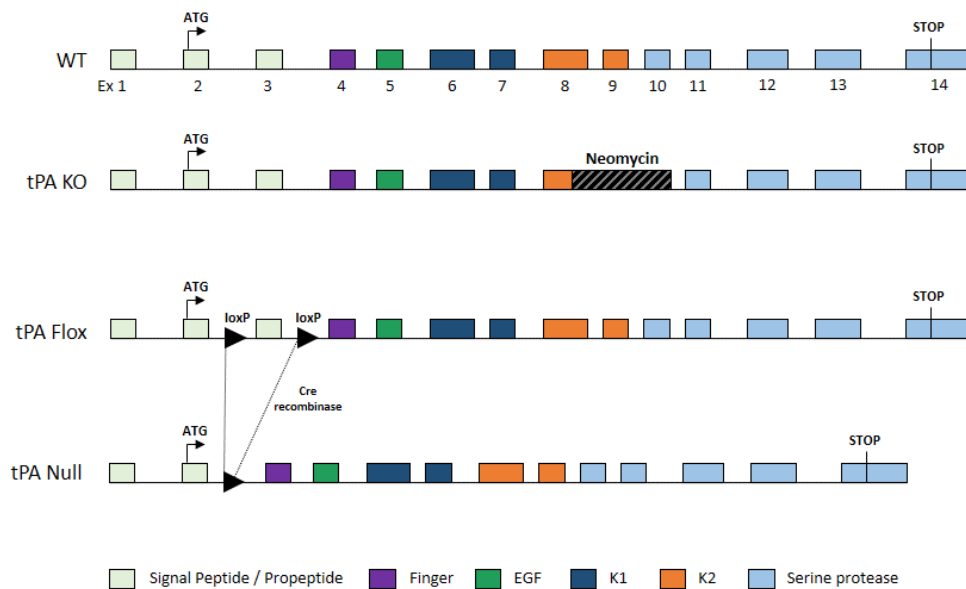 ATG
STOP
WT
Ex 1 2 3 4 5 6 7 8 9 10 11 12 13 14
ATG
Neomycin
STOP
tPA KO
ATG
STOP
loxP loxP
tPA Flox
Cre
recombinase
ATG
STOP
tPA Null
Signal Peptide / Propeptide Finger EGF K1 K2 Serine protease